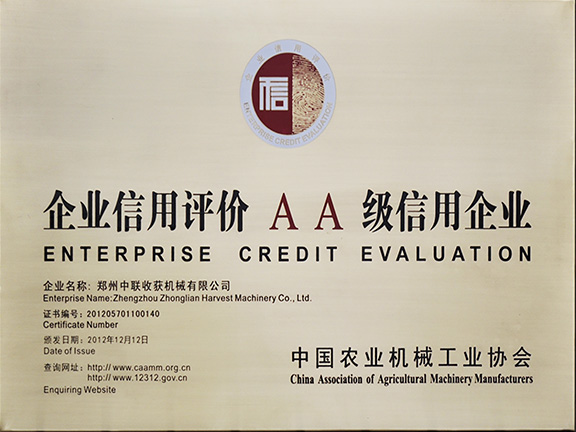 企业信用评价
信
ENTERPRISE CREDIT EVALUATION
企业信用评价 AA 级信用企业
ENTERPRISE CREDIT EVALUATION
企业名称: 郑州中联收获机械有限公司
Enterprise Name:Zhengzhou Zhonglian Harvest Machinery Co., Ltd.
证书编号: 201205701100140
Certificate Number
颁发日期: 2012年12月12日
Date of Issue
查询网址: http://www.caamm.org.cn
http://www.12312.gov.cn
Enquiring Website
中国农业机械工业协会
China Association of Agricultural Machinery Manufacturers